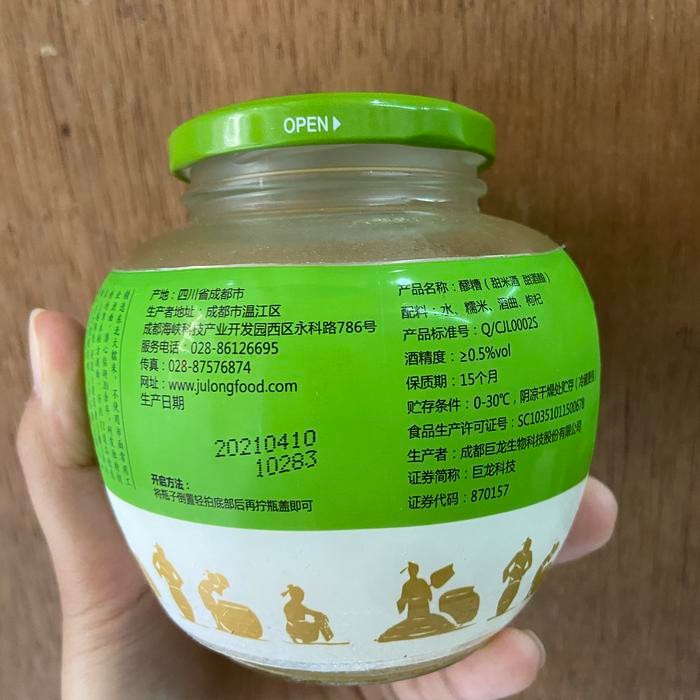 OPEN
产地：四川省成都市
生产者地址：成都市温江区
成都海峡科技产业开发园西区永科路786号
服务电话：028-86126695
传真：028-87576874
网址：www.julongfood.com
生产日期
20210410
10283
开启方法：
将瓶子倒置轻拍底部后再拧瓶盖即可
产品名称：醪糟（甜米酒 甜酒酿）
配料：水、糯米、酒曲、枸杞
产品标准号：Q/CJL0002S
酒精度：≥0.5%vol
保质期：15个月
贮存条件：0-30℃，阴凉干燥处贮存（冷藏更佳
食品生产许可证号：SC10351011500678
生产者：成都巨龙生物科技股份有限公司
证券简称：巨龙科技
证券代码：870157